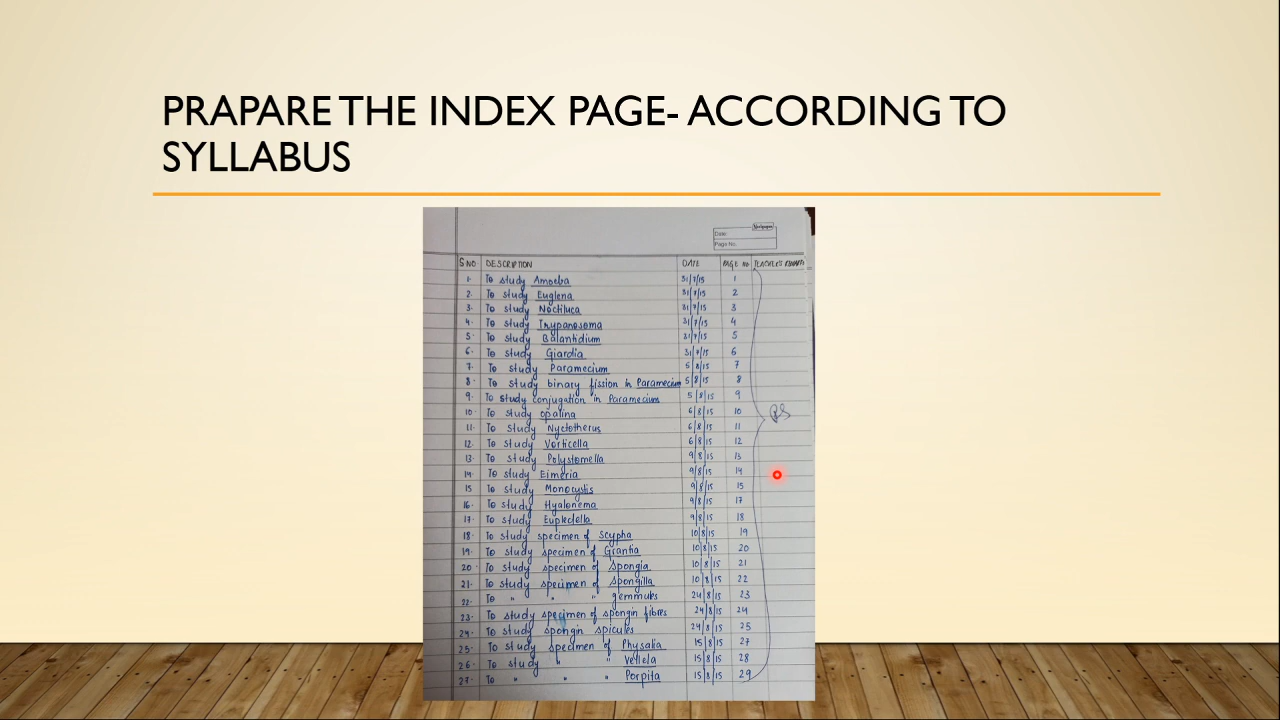 PRAPARE THE INDEX PAGE- ACCORDING TO
SYLLABUS
Date:
Page No.
S.NO. DESCRIPTION DATE PAGE No TEACHER'S
1. To study Amoeba 31/7/15 1
2. To study Euglena 31/7/15 2
3. To study Noctiluca 31/7/15 3
4. To study Trypanosoma 31/7/15 4
5. To study Balantidium 31/7/15 5
6. To study Giardia 31/7/15 6
7. To study Paramecium 5/8/15 7
8. To study binary fission in Paramecium 5/8/15 8
9. To study conjugation in Paramecium 5/8/15 9
10. To study opalina 6/8/15 10
11. To study Nyctotherus 6/8/15 11
12. To study Vorticella 6/8/15 12
13. To study Polystomella 9/8/15 13
14. To study Eimeria 9/8/15 14
15 To study Monocystis 9/8/15 15
16. To study Hyalonema 9/8/15 17
17. To study Euplectella 9/8/15 18
18. To study specimen of Scypha 10/8/15 19
19. To study specimen of Grantia 10/8/15 20
20. To study specimen of Spongia 10/8/15 21
21. To study specimen of Spongilla 10/8/15 22
22. To " " " gemmules 24/8/15 23
23. To study specimen of spongin fibres 24/8/15 24
24. To study spongin spicules 24/8/15 25
25. To study specimen of Physalia 15/8/15 27
26. To study " " Vellela 15/8/15 28
27. To " " " Porpita 15/8/15 29